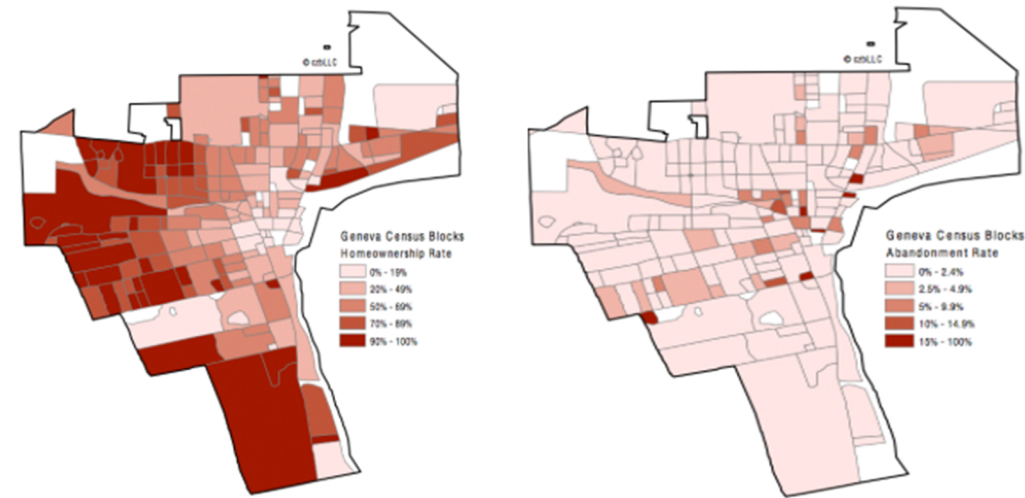 © czbLLC
Geneva Census Blocks
Homeownership Rate
0% - 19%
20% - 49%
50% - 69%
70% - 89%
90% - 100%
© czbLLC
Geneva Census Blocks
Abandonment Rate
0% - 2.4%
2.5% - 4.9%
5% - 9.9%
10% - 14.9%
15% - 100%